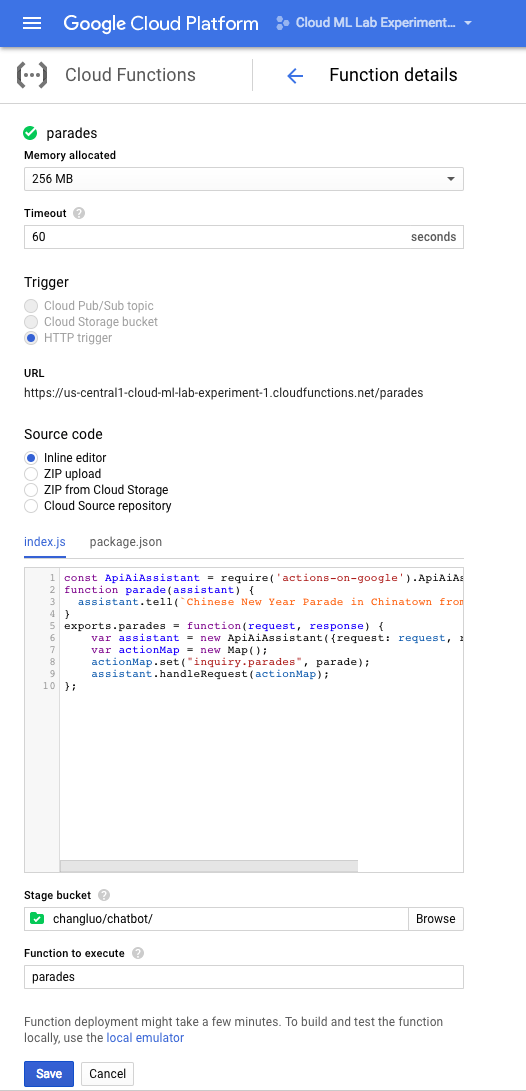 Google Cloud Platform Cloud ML Lab Experiment...
Cloud Functions Function details
parades
Memory allocated
256 MB
Timeout ?
60 seconds
Trigger
Cloud Pub/Sub topic
Cloud Storage bucket
HTTP trigger
URL
https://us-central1-cloud-ml-lab-experiment-1.cloudfunctions.net/parades
Source code
Inline editor
ZIP upload
ZIP from Cloud Storage
Cloud Source repository
index.js package.json
1 const ApiAiAssistant = require('actions-on-google').ApiAiAs
2 function parade(assistant) {
3 assistant.tell(`Chinese New Year Parade in Chinatown from
4 }
5 exports.parades = function(request, response) {
6 var assistant = new ApiAiAssistant({request: request, r
7 var actionMap = new Map();
8 actionMap.set("inquiry.parades", parade);
9 assistant.handleRequest(actionMap);
10 };
Stage bucket ?
changluo/chatbot/ Browse
Function to execute ?
parades
Function deployment might take a few minutes. To build and test the function
locally, use the local emulator
Save Cancel